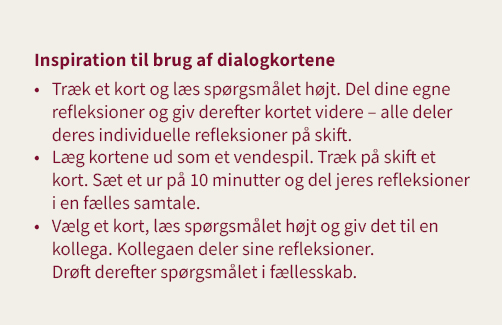 Inspiration til brug af dialogkortene
• Træk et kort og læs spørgsmålet højt. Del dine egne
refleksioner og giv derefter kortet videre – alle deler
deres individuelle refleksioner på skift.
• Læg kortene ud som et vendespil. Træk på skift et
kort. Sæt et ur på 10 minutter og del jeres refleksioner
i en fælles samtale.
• Vælg et kort, læs spørgsmålet højt og giv det til en
kollega. Kollegaen deler sine refleksioner.
Drøft derefter spørgsmålet i fællesskab.